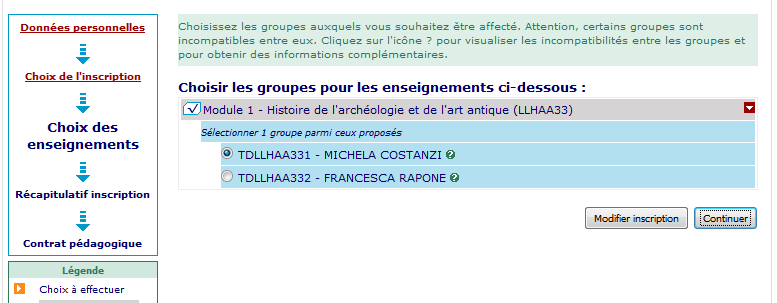 Données personnelles
Choix de l'inscription
Choix des
enseignements
Récapitulatif inscription
Contrat pédagogique
Légende
Choix à effectuer
Choisissez les groupes auxquels vous souhaitez être affecté. Attention, certains groupes sont
incompatibles entre eux. Cliquez sur l'icône ? pour visualiser les incompatibilités entre les groupes et
pour obtenir des informations complémentaires.
Choisir les groupes pour les enseignements ci-dessous :
Module 1 - Histoire de l'archéologie et de l'art antique (LLHAA33)
Sélectionner 1 groupe parmi ceux proposés
TDLLHAA331 - MICHELA COSTANZI ?
TDLLHAA332 - FRANCESCA RAPONE ?
Modifier inscription Continuer